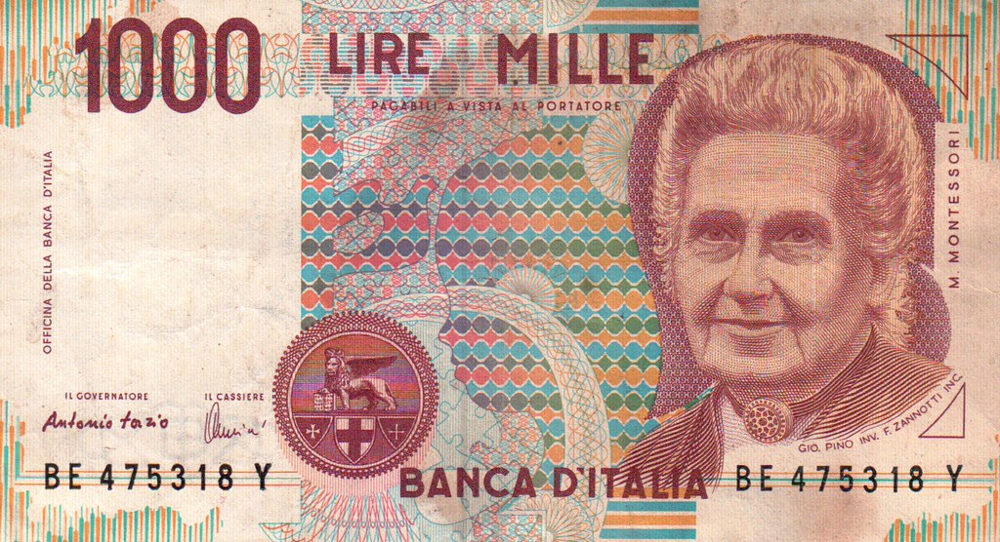 1000
LIRE MILLE
PAGABILI A VISTA AL PORTATORE
OFFICINA DELLA BANCA D'ITALIA
M. MONTESSORI
IL GOVERNATORE
IL CASSIERE
Antonio Fazio
GIO. PINO INV. F. ZANNOTTI INC.
BE 475318 Y
BANCA D'ITALIA
BE 475318 Y